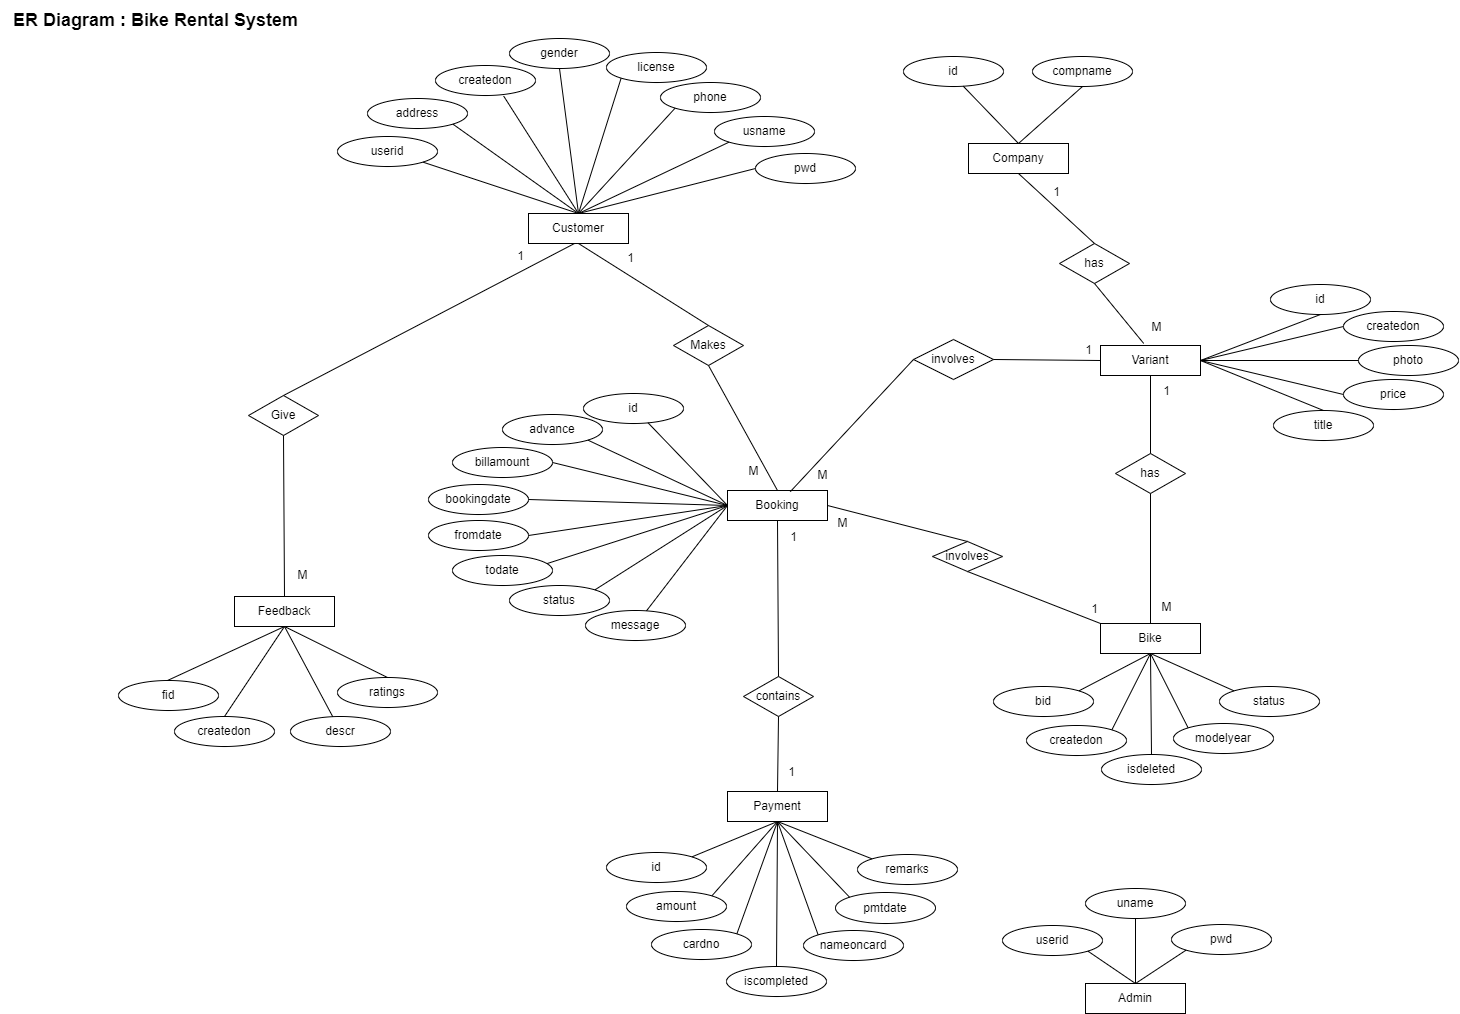 ER Diagram : Bike Rental System
gender
license
createdon
phone
address
usname
userid
pwd
Customer
1
1
id
compname
Company
1
has
M
id
createdon
Variant
photo
price
title
1
1
involves
Makes
Give
M
M
id
advance
billamount
bookingdate
fromdate
todate
status
message
Booking
1
M
involves
has
1
M
Bike
bid
status
createdon
modelyear
isdeleted
M
Feedback
fid
ratings
createdon
descr
contains
1
Payment
id
remarks
amount
pmtdate
cardno
nameoncard
iscompleted
uname
userid
pwd
Admin